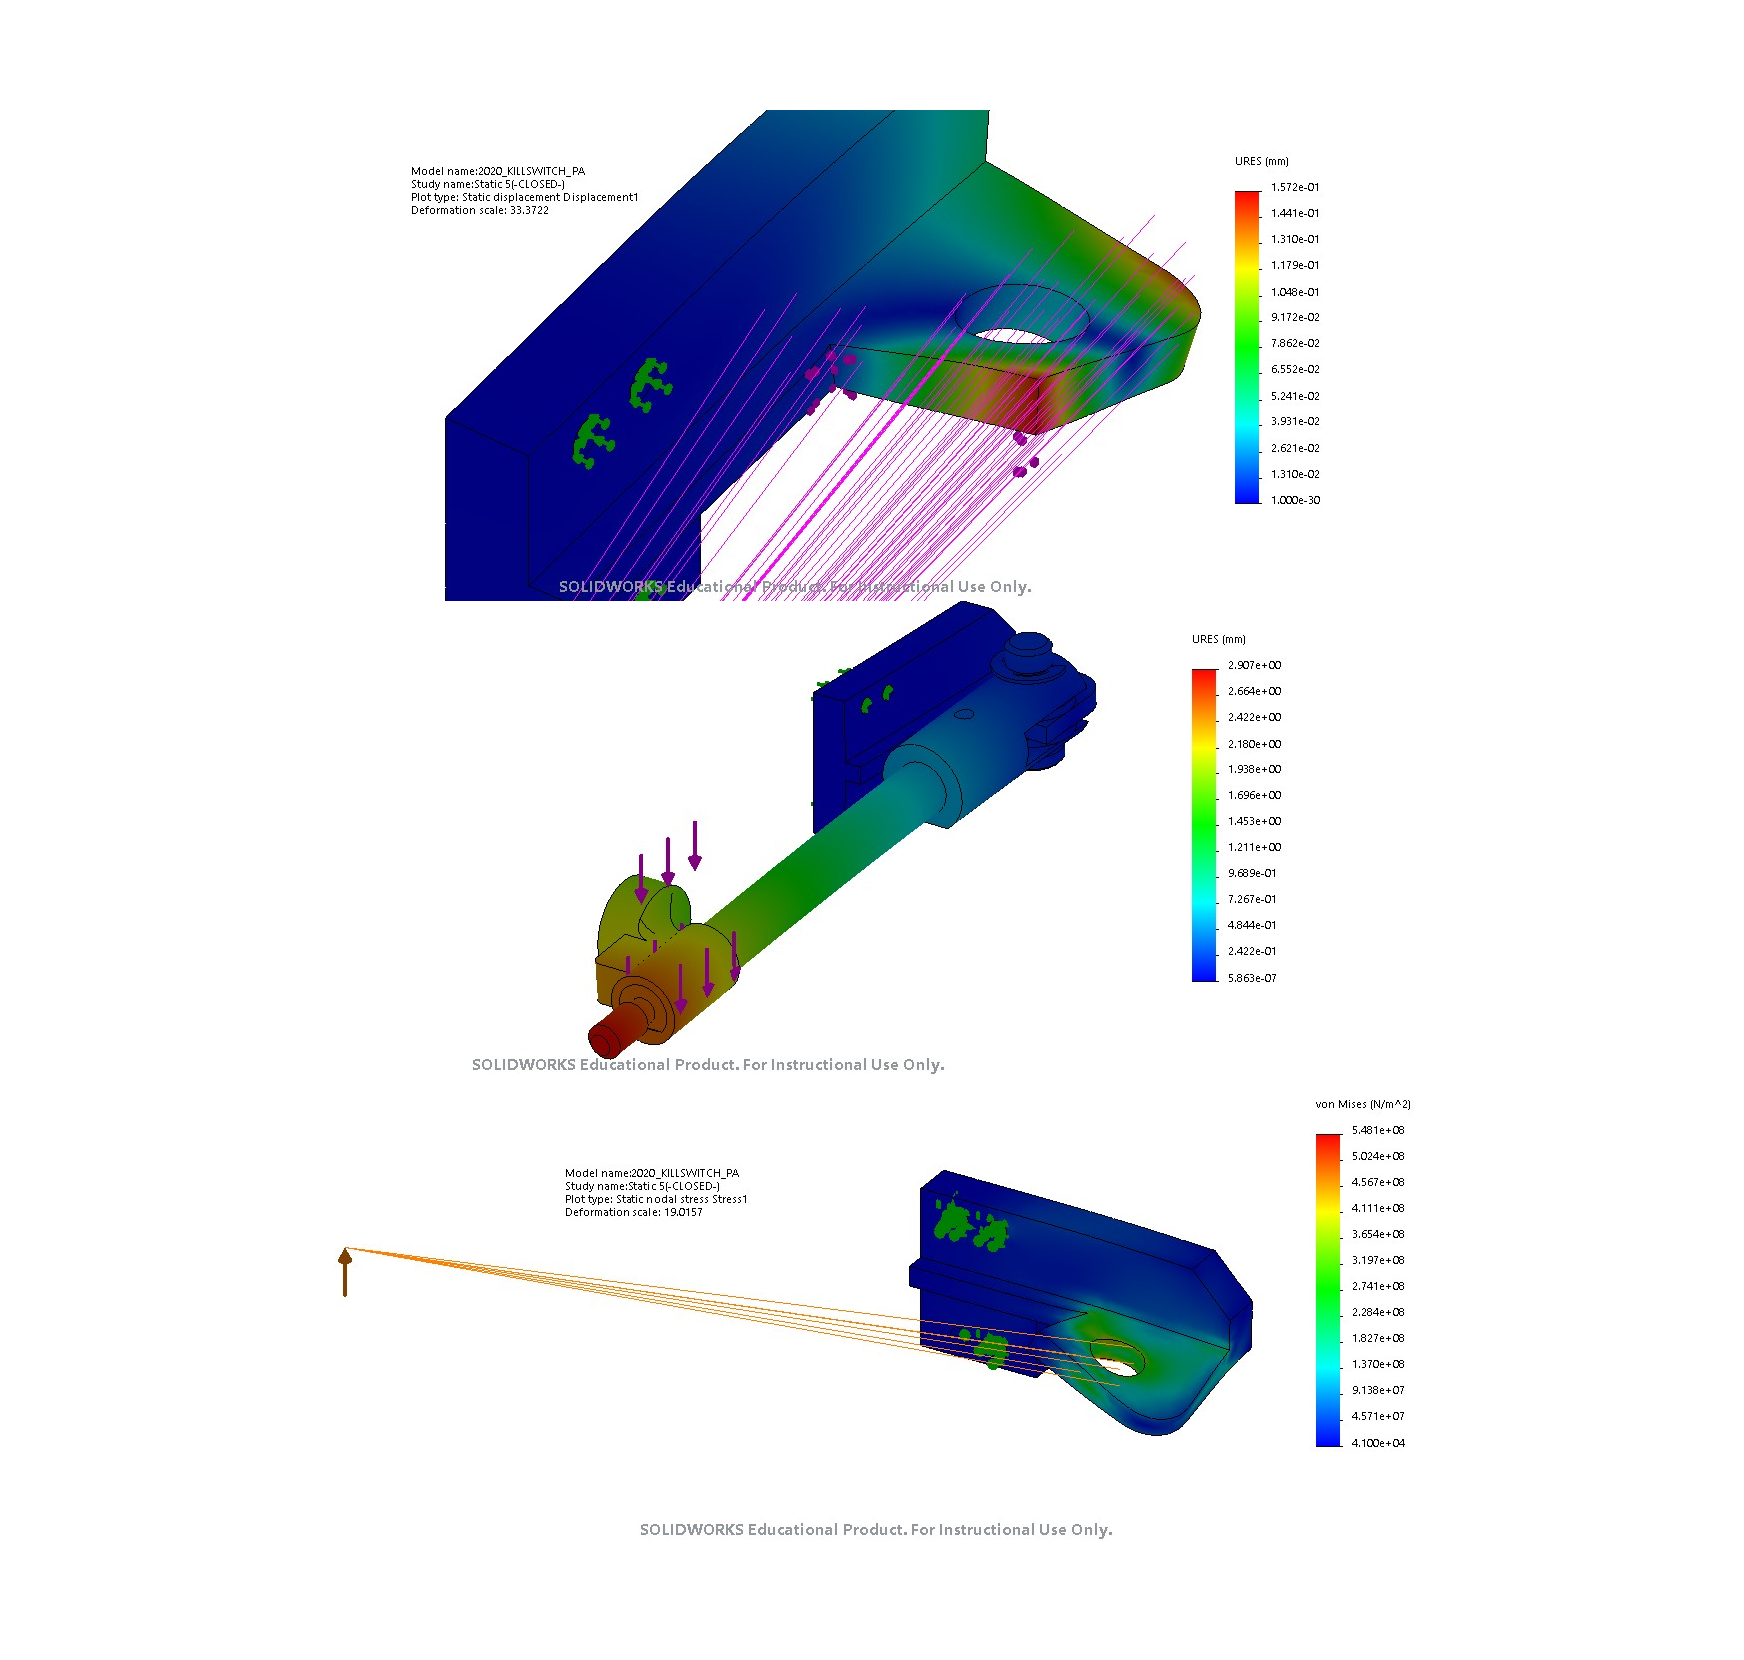 Model name:2020_KILLSWITCH_PA
Study name:Static 5(-CLOSED-)
Plot type: Static displacement Displacement1
Deformation scale: 33.3722
URES (mm)
1.572e-01
1.441e-01
1.310e-01
1.179e-01
1.048e-01
9.172e-02
7.862e-02
6.552e-02
5.241e-02
3.931e-02
2.621e-02
1.310e-02
1.000e-30
SOLIDWORKS Educational Product. For Instructional Use Only.
URES (mm)
2.907e+00
2.664e+00
2.422e+00
2.180e+00
1.938e+00
1.696e+00
1.453e+00
1.211e+00
9.689e-01
7.267e-01
4.844e-01
2.422e-01
5.863e-07
SOLIDWORKS Educational Product. For Instructional Use Only.
Model name:2020_KILLSWITCH_PA
Study name:Static 5(-CLOSED-)
Plot type: Static nodal stress Stress1
Deformation scale: 19.0157
von Mises (N/m^2)
5.481e+08
5.024e+08
4.567e+08
4.111e+08
3.654e+08
3.197e+08
2.741e+08
2.284e+08
1.827e+08
1.370e+08
9.138e+07
4.571e+07
4.100e+04
SOLIDWORKS Educational Product. For Instructional Use Only.